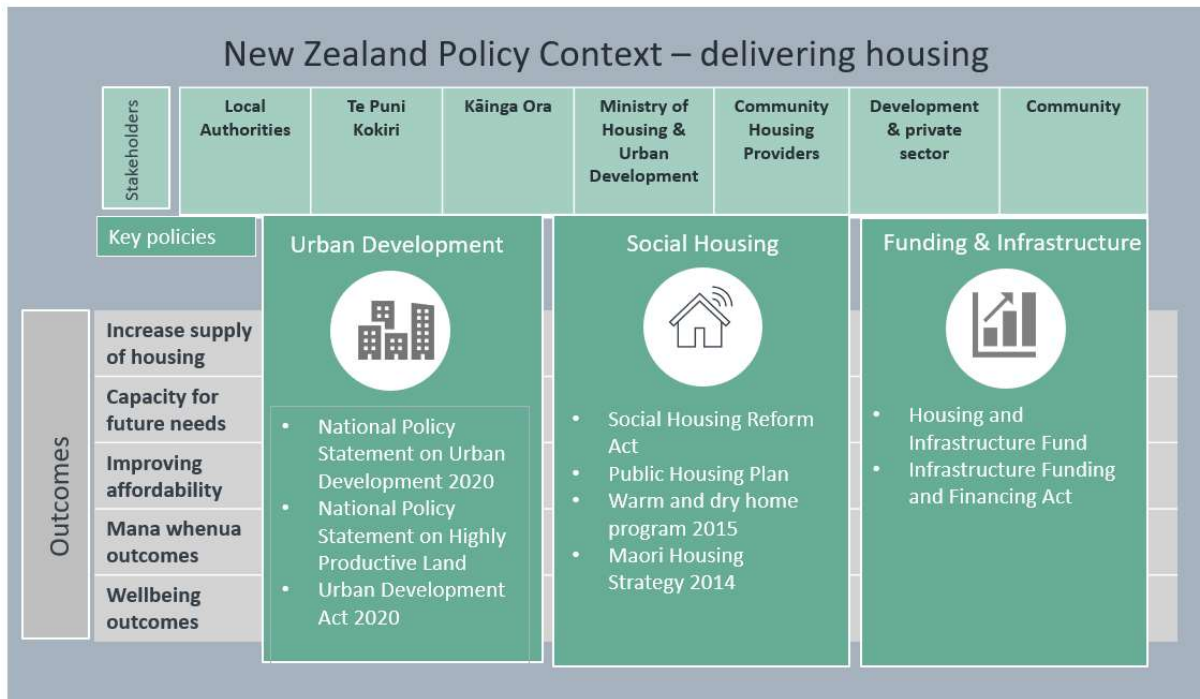 New Zealand Policy Context – delivering housing
Stakeholders
Local
Authorities
Te Puni
Kokiri
Kāinga Ora
Ministry of
Housing &
Urban
Development
Community
Housing
Providers
Development
& private
sector
Community
Key policies
Urban Development
• National Policy
Statement on Urban
Development 2020
• National Policy
Statement on Highly
Productive Land
• Urban Development
Act 2020
Social Housing
• Social Housing Reform
Act
• Public Housing Plan
• Warm and dry home
program 2015
• Maori Housing
Strategy 2014
Funding & Infrastructure
• Housing and
Infrastructure Fund
• Infrastructure Funding
and Financing Act
Outcomes
Increase supply
of housing
Capacity for
future needs
Improving
affordability
Mana whenua
outcomes
Wellbeing
outcomes